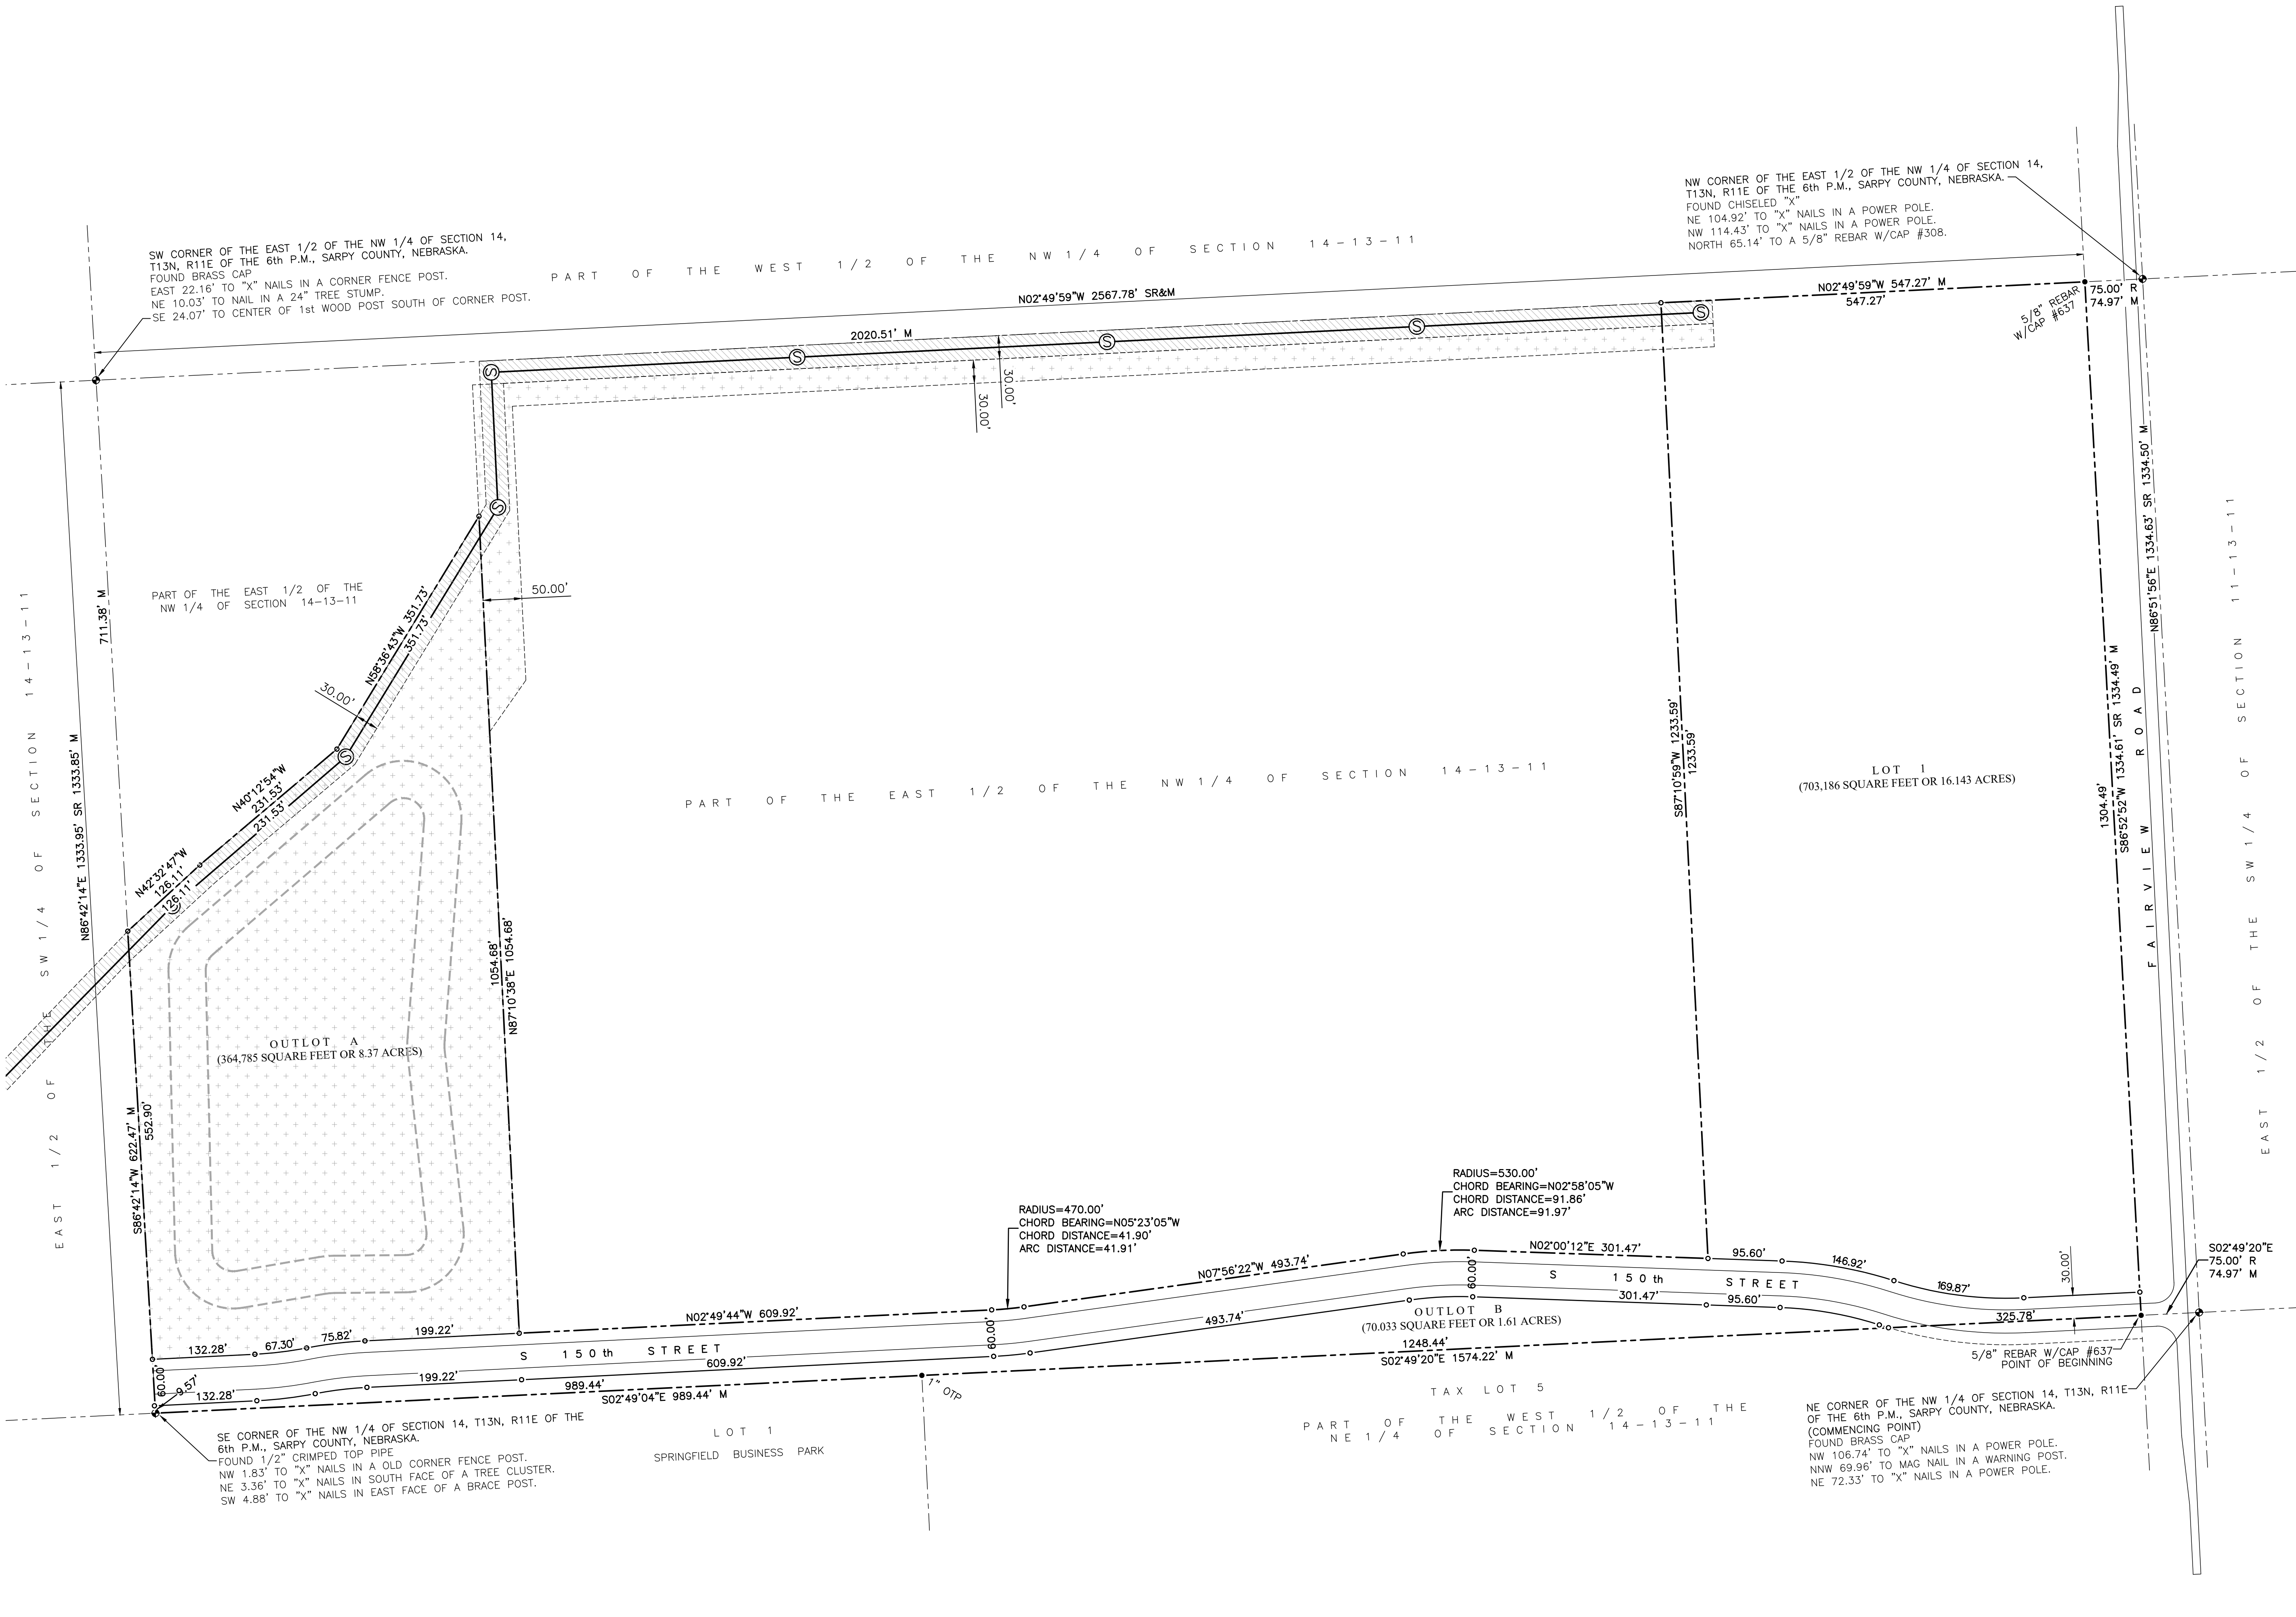 NW CORNER OF THE EAST 1/2 OF THE NW 1/4 OF SECTION 14,
T13N, R11E OF THE 6th P.M., SARPY COUNTY, NEBRASKA.
FOUND CHISELED "X"
NE 104.92' TO "X" NAILS IN A POWER POLE.
NW 114.43' TO "X" NAILS IN A POWER POLE.
NORTH 65.14' TO A 5/8" REBAR W/CAP #308.
SW CORNER OF THE EAST 1/2 OF THE NW 1/4 OF SECTION 14,
T13N, R11E OF THE 6th P.M., SARPY COUNTY, NEBRASKA.
FOUND BRASS CAP
EAST 22.16' TO "X" NAILS IN A CORNER FENCE POST.
NE 10.03' TO NAIL IN A 24" TREE STUMP.
SE 24.07' TO CENTER OF 1st WOOD POST SOUTH OF CORNER POST.
PART OF THE WEST 1/2 OF THE NW 1/4 OF SECTION 14-13-11
N02°49'59"W 2567.78' SR&M
N02°49'59"W 547.27' M
547.27'
75.00' R
74.97' M
5/8" REBAR
W/CAP #637
2020.51' M
30.00'
30.00'
50.00'
PART OF THE EAST 1/2 OF THE
NW 1/4 OF SECTION 14-13-11
711.38' M
N58°36'43"W 351.73'
351.73'
30.00'
N40°12'54"W
231.53'
231.53'
N42°32'47"W
126.11'
126.11'
EAST 1/2 OF THE SW 1/4 OF SECTION 14-13-11
N86°42'14"E 1333.95' SR 1333.85' M
S86°42'14"W 622.47' M
552.90'
OUTLOT A
(364,785 SQUARE FEET OR 8.37 ACRES)
1054.68'
N87°10'38"E 1054.68'
PART OF THE EAST 1/2 OF THE NW 1/4 OF SECTION 14-13-11
S87°10'59"W 1233.59'
1233.59'
LOT 1
(703,186 SQUARE FEET OR 16.143 ACRES)
1304.49'
S86°52'52"W 1334.61' SR 1334.49' M
FAIRVIEW ROAD
N86°51'56"E 1334.63' SR 1334.50' M
EAST 1/2 OF THE SW 1/4 OF SECTION 11-13-11
RADIUS=530.00'
CHORD BEARING=N02°58'05"W
CHORD DISTANCE=91.86'
ARC DISTANCE=91.97'
RADIUS=470.00'
CHORD BEARING=N05°23'05"W
CHORD DISTANCE=41.90'
ARC DISTANCE=41.91'
132.28'
67.30'
75.82'
199.22'
N02°49'44"W 609.92'
N07°56'22"W 493.74'
N02°00'12"E 301.47'
95.60'
146.92'
169.87'
30.00'
S02°49'20"E
75.00' R
74.97' M
S 150th STREET
S 150th STREET
60.00'
60.00'
60.00'
9.57'
132.28'
199.22'
609.92'
493.74'
301.47'
95.60'
325.78'
OUTLOT B
(70.033 SQUARE FEET OR 1.61 ACRES)
1248.44'
S02°49'20"E 1574.22' M
989.44'
S02°49'04"E 989.44' M
OTP
5/8" REBAR W/CAP #637
POINT OF BEGINNING
SE CORNER OF THE NW 1/4 OF SECTION 14, T13N, R11E OF THE
6th P.M., SARPY COUNTY, NEBRASKA.
FOUND 1/2" CRIMPED TOP PIPE
NW 1.83' TO "X" NAILS IN A OLD CORNER FENCE POST.
NE 3.36' TO "X" NAILS IN SOUTH FACE OF A TREE CLUSTER.
SW 4.88' TO "X" NAILS IN EAST FACE OF A BRACE POST.
LOT 1
SPRINGFIELD BUSINESS PARK
TAX LOT 5
PART OF THE WEST 1/2 OF THE
NE 1/4 OF SECTION 14-13-11
NE CORNER OF THE NW 1/4 OF SECTION 14, T13N, R11E
OF THE 6th P.M., SARPY COUNTY, NEBRASKA.
(COMMENCING POINT)
FOUND BRASS CAP
NW 106.74' TO "X" NAILS IN A POWER POLE.
NNW 69.96' TO MAG NAIL IN A WARNING POST.
NE 72.33' TO "X" NAILS IN A POWER POLE.
S
S
S
S
S
S
S